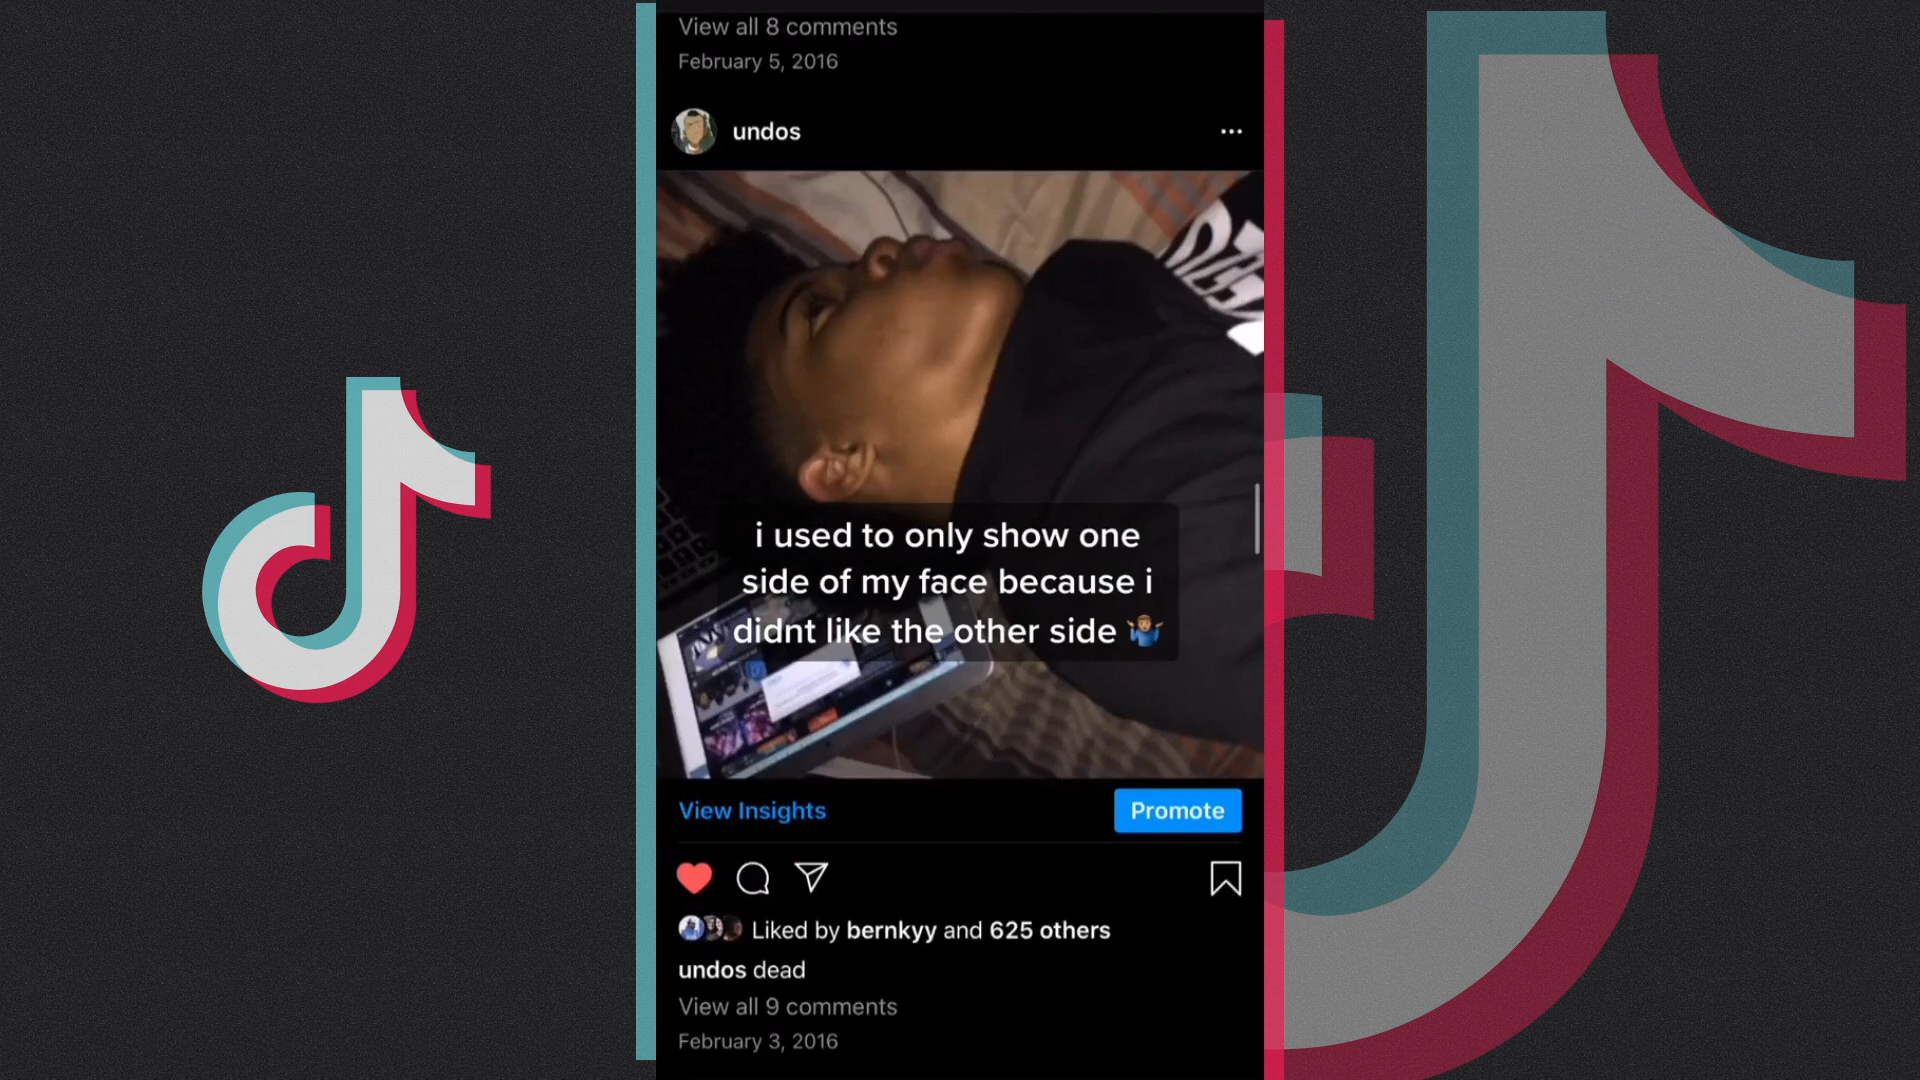 View all 8 comments
February 5, 2016
undos
i used to only show one
side of my face because i
didnt like the other side 🤷🏽‍♂️
View Insights
Promote
Liked by bernkyy and 625 others
undos dead
View all 9 comments
February 3, 2016